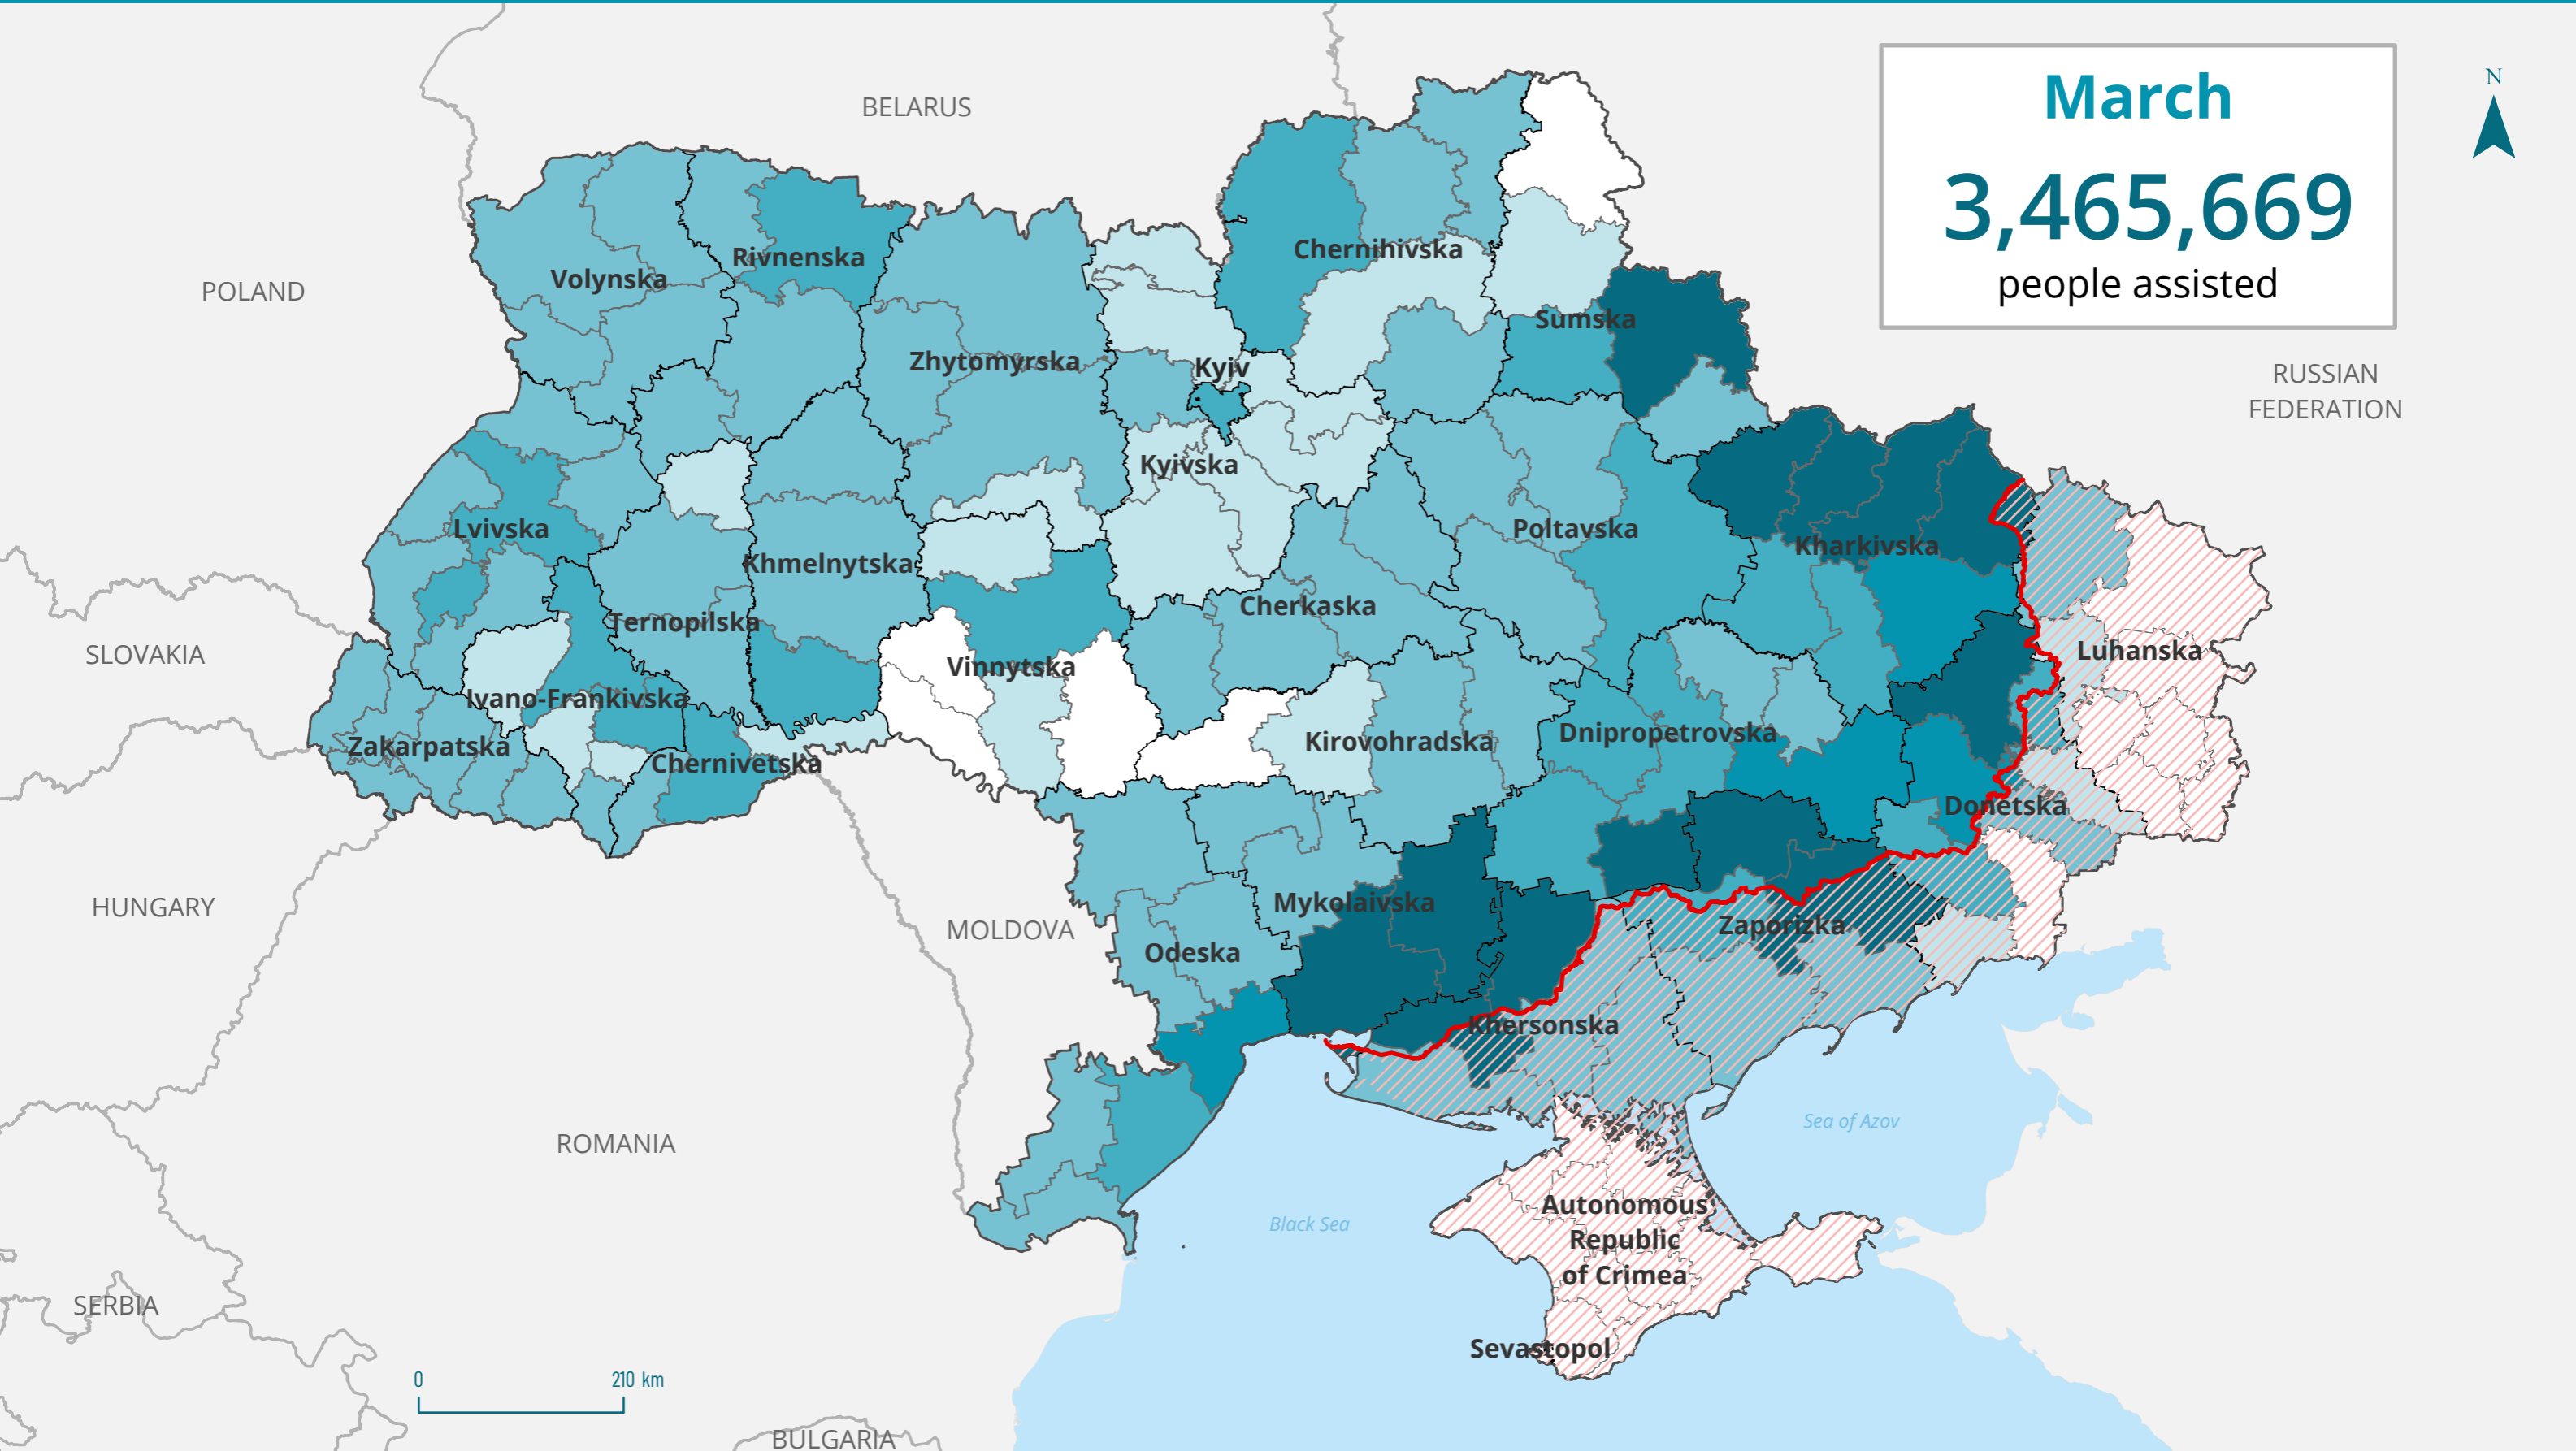 March
3,465,669
people assisted
N
BELARUS
POLAND
RUSSIAN
FEDERATION
SLOVAKIA
HUNGARY
MOLDOVA
ROMANIA
SERBIA
BULGARIA
Volynska
Rivnenska
Zhytomyrska
Kyiv
Kyivska
Chernihivska
Sumska
Lvivska
Khmelnytska
Ternopilska
Ivano-Frankivska
Zakarpatska
Chernivetska
Vinnytska
Cherkaska
Poltavska
Kharkivska
Luhanska
Kirovohradska
Dnipropetrovska
Donetska
Mykolaivska
Odeska
Zaporizka
Khersonska
Autonomous
Republic
of Crimea
Sevastopol
Black Sea
Sea of Azov
0 210 km